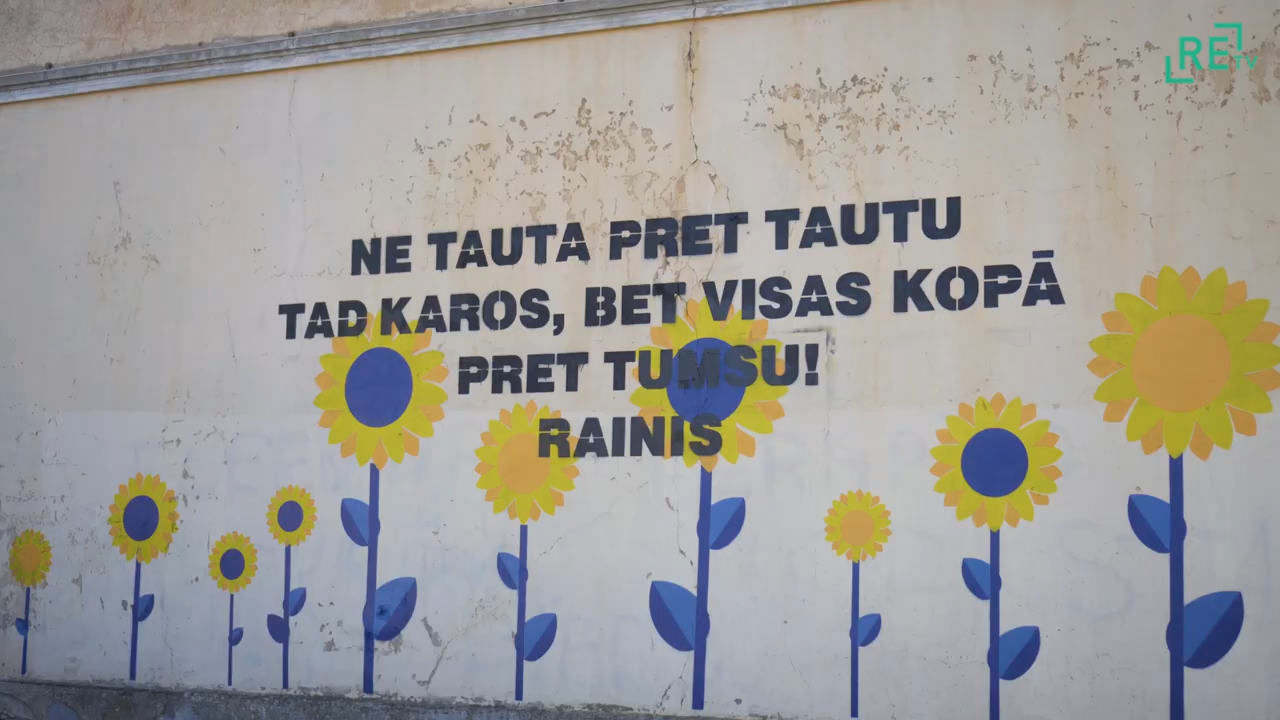 RE TV
NE TAUTA PRET TAUTU
TAD KAROS, BET VISAS KOPĀ
PRET TUMSU!
RAINIS